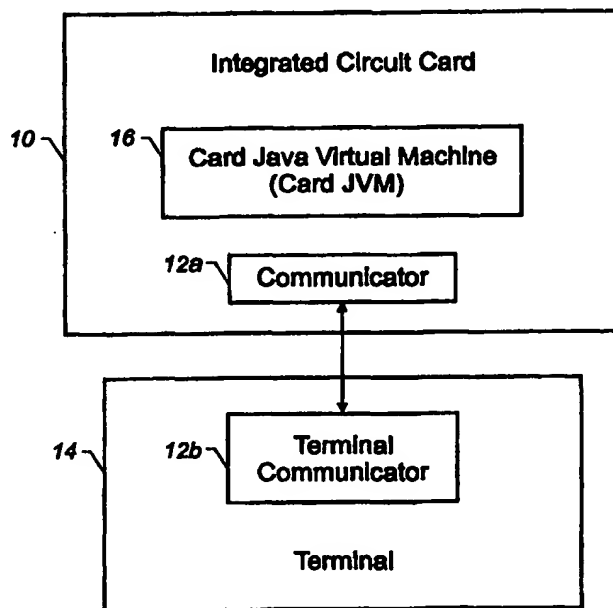 Integrated Circuit Card
10
16
Card Java Virtual Machine
(Card JVM)
12a
Communicator
14
12b
Terminal
Communicator
Terminal